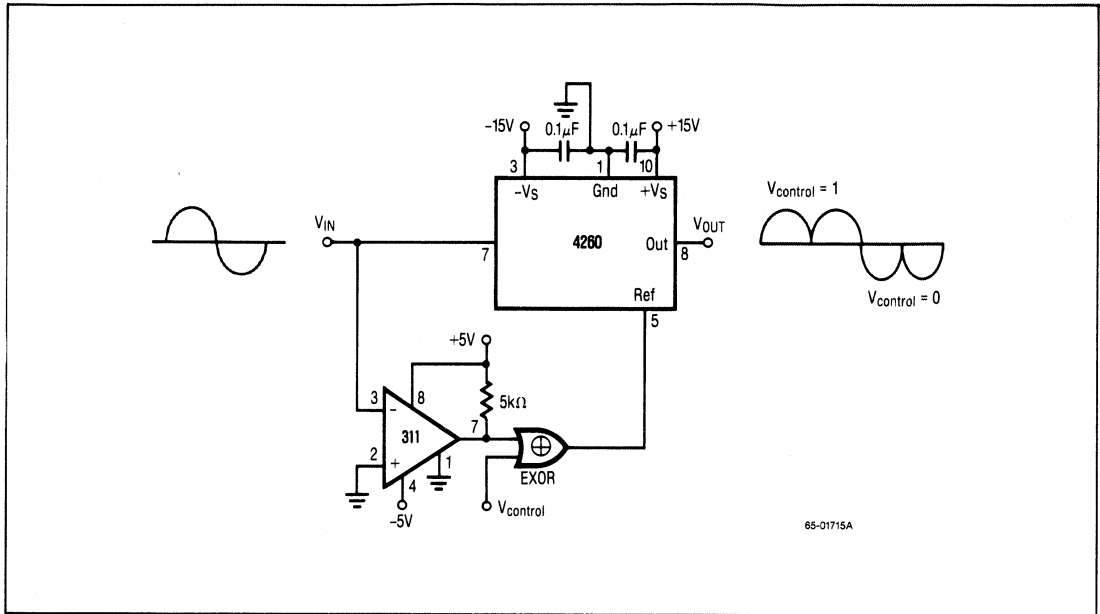 -15V
0.1µF
0.1µF
+15V
3
1
10
-VS
Gnd
+VS
Vcontrol = 1
VIN
4260
VOUT
7
Out
8
Ref
5
Vcontrol = 0
+5V
3
8
-
5kΩ
311
7
2
+
1
⊕
EXOR
4
-5V
Vcontrol
65-01715A